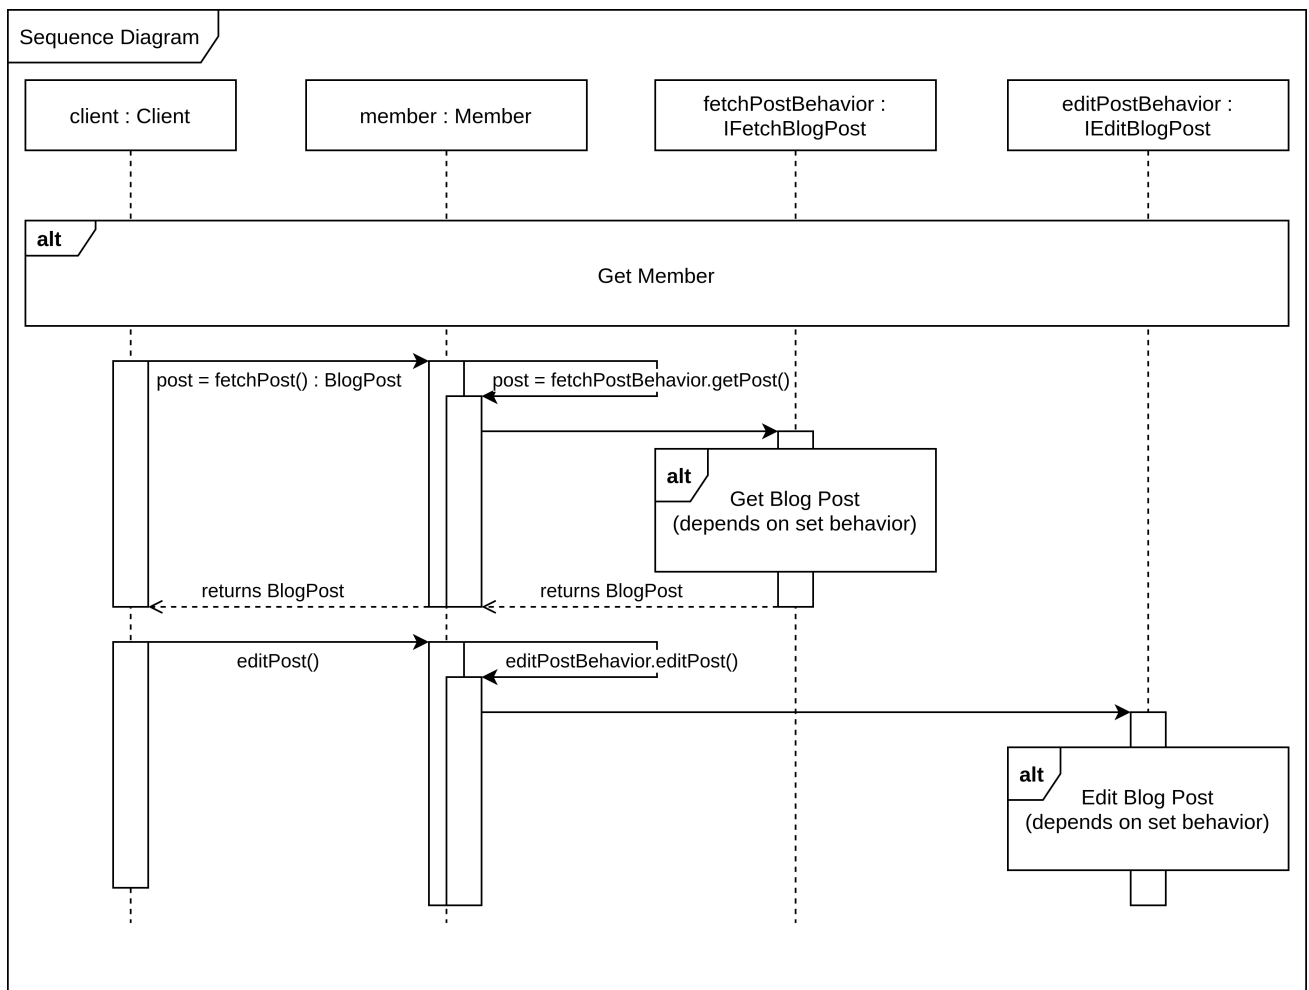 Sequence Diagram
client : Client
member : Member
fetchPostBehavior :
IFetchBlogPost
editPostBehavior :
IEditBlogPost
alt
Get Member
post = fetchPost() : BlogPost
post = fetchPostBehavior.getPost()
alt
Get Blog Post
(depends on set behavior)
returns BlogPost
returns BlogPost
editPost()
editPostBehavior.editPost()
alt
Edit Blog Post
(depends on set behavior)